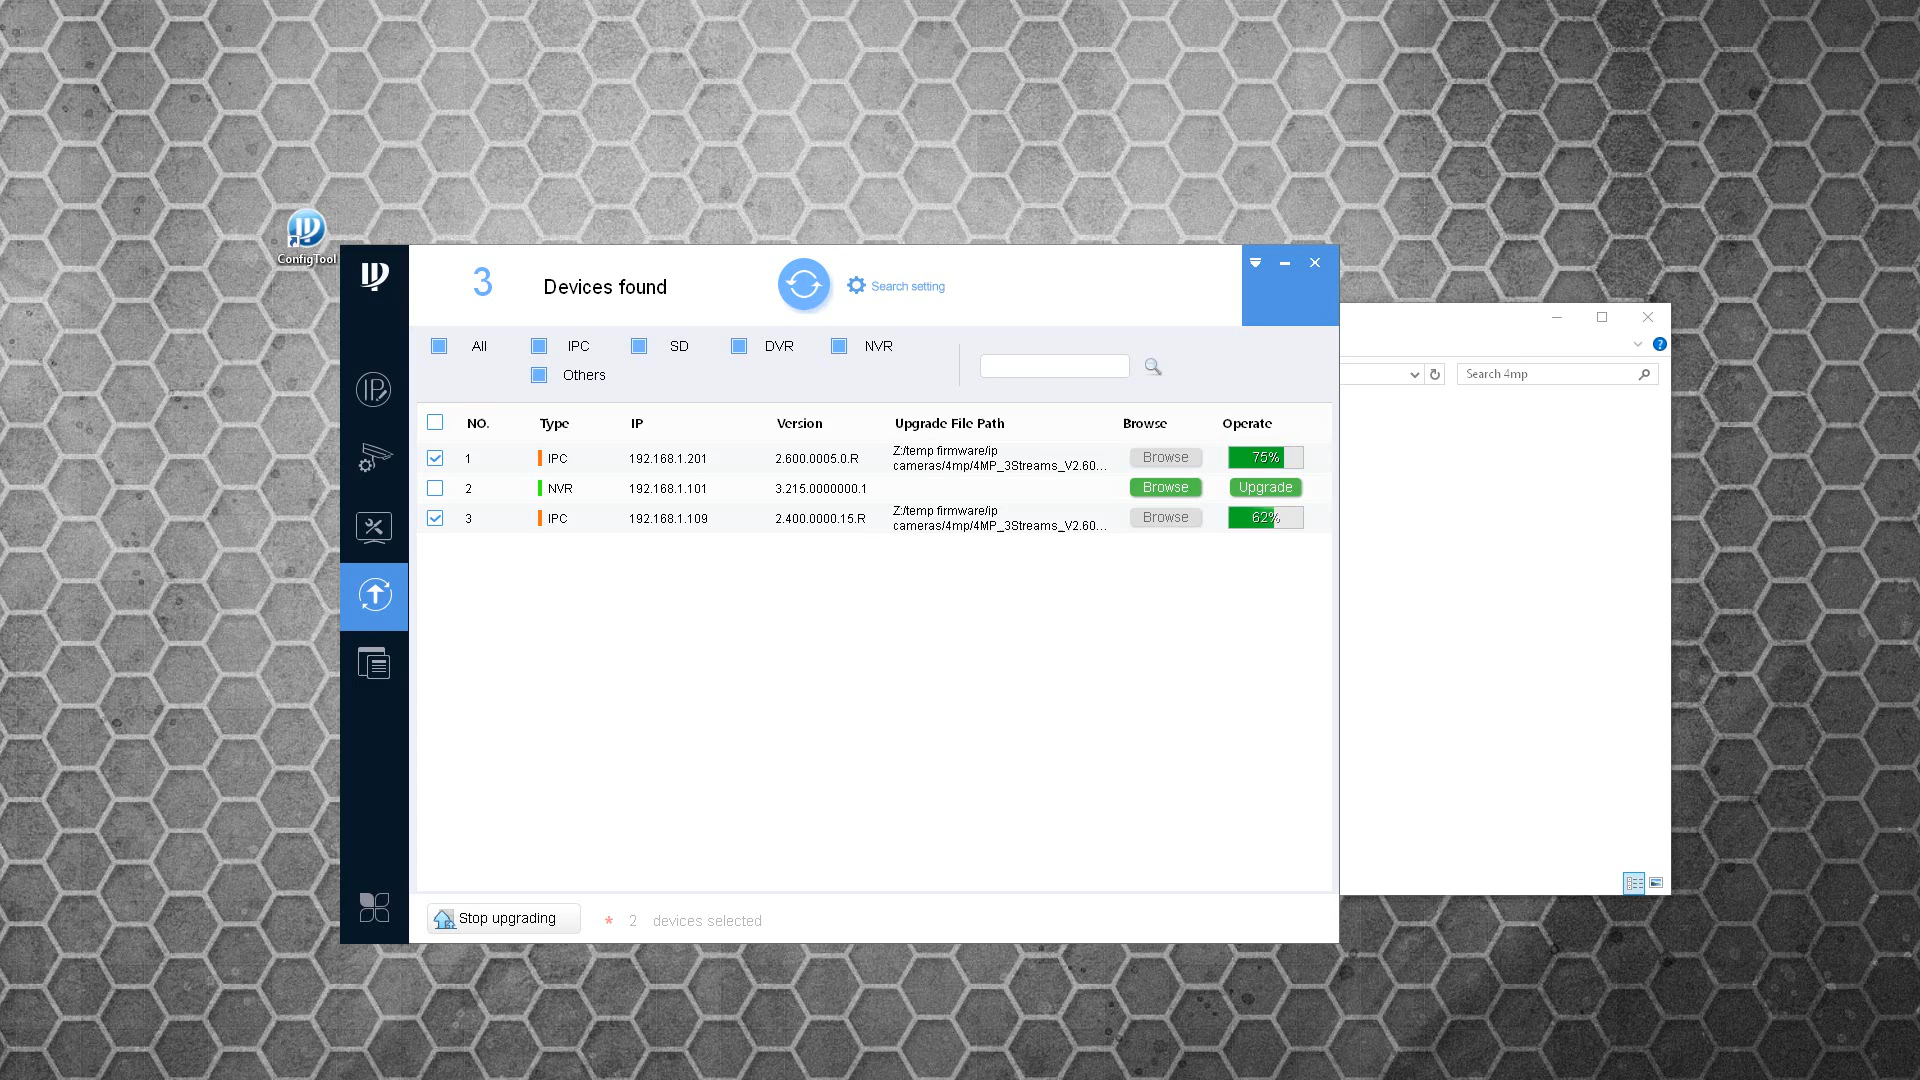 ConfigTool
3 Devices found Search setting
All IPC SD DVR NVR
Others
Search 4mp
NO. Type IP Version Upgrade File Path Browse Operate
1 IPC 192.168.1.201 2.600.0005.0.R Z:/temp firmware/ip cameras/4mp/4MP_3Streams_V2.60... Browse 75%
2 NVR 192.168.1.101 3.215.0000000.1 Browse Upgrade
3 IPC 192.168.1.109 2.400.0000.15.R Z:/temp firmware/ip cameras/4mp/4MP_3Streams_V2.60... Browse 62%
Stop upgrading * 2 devices selected